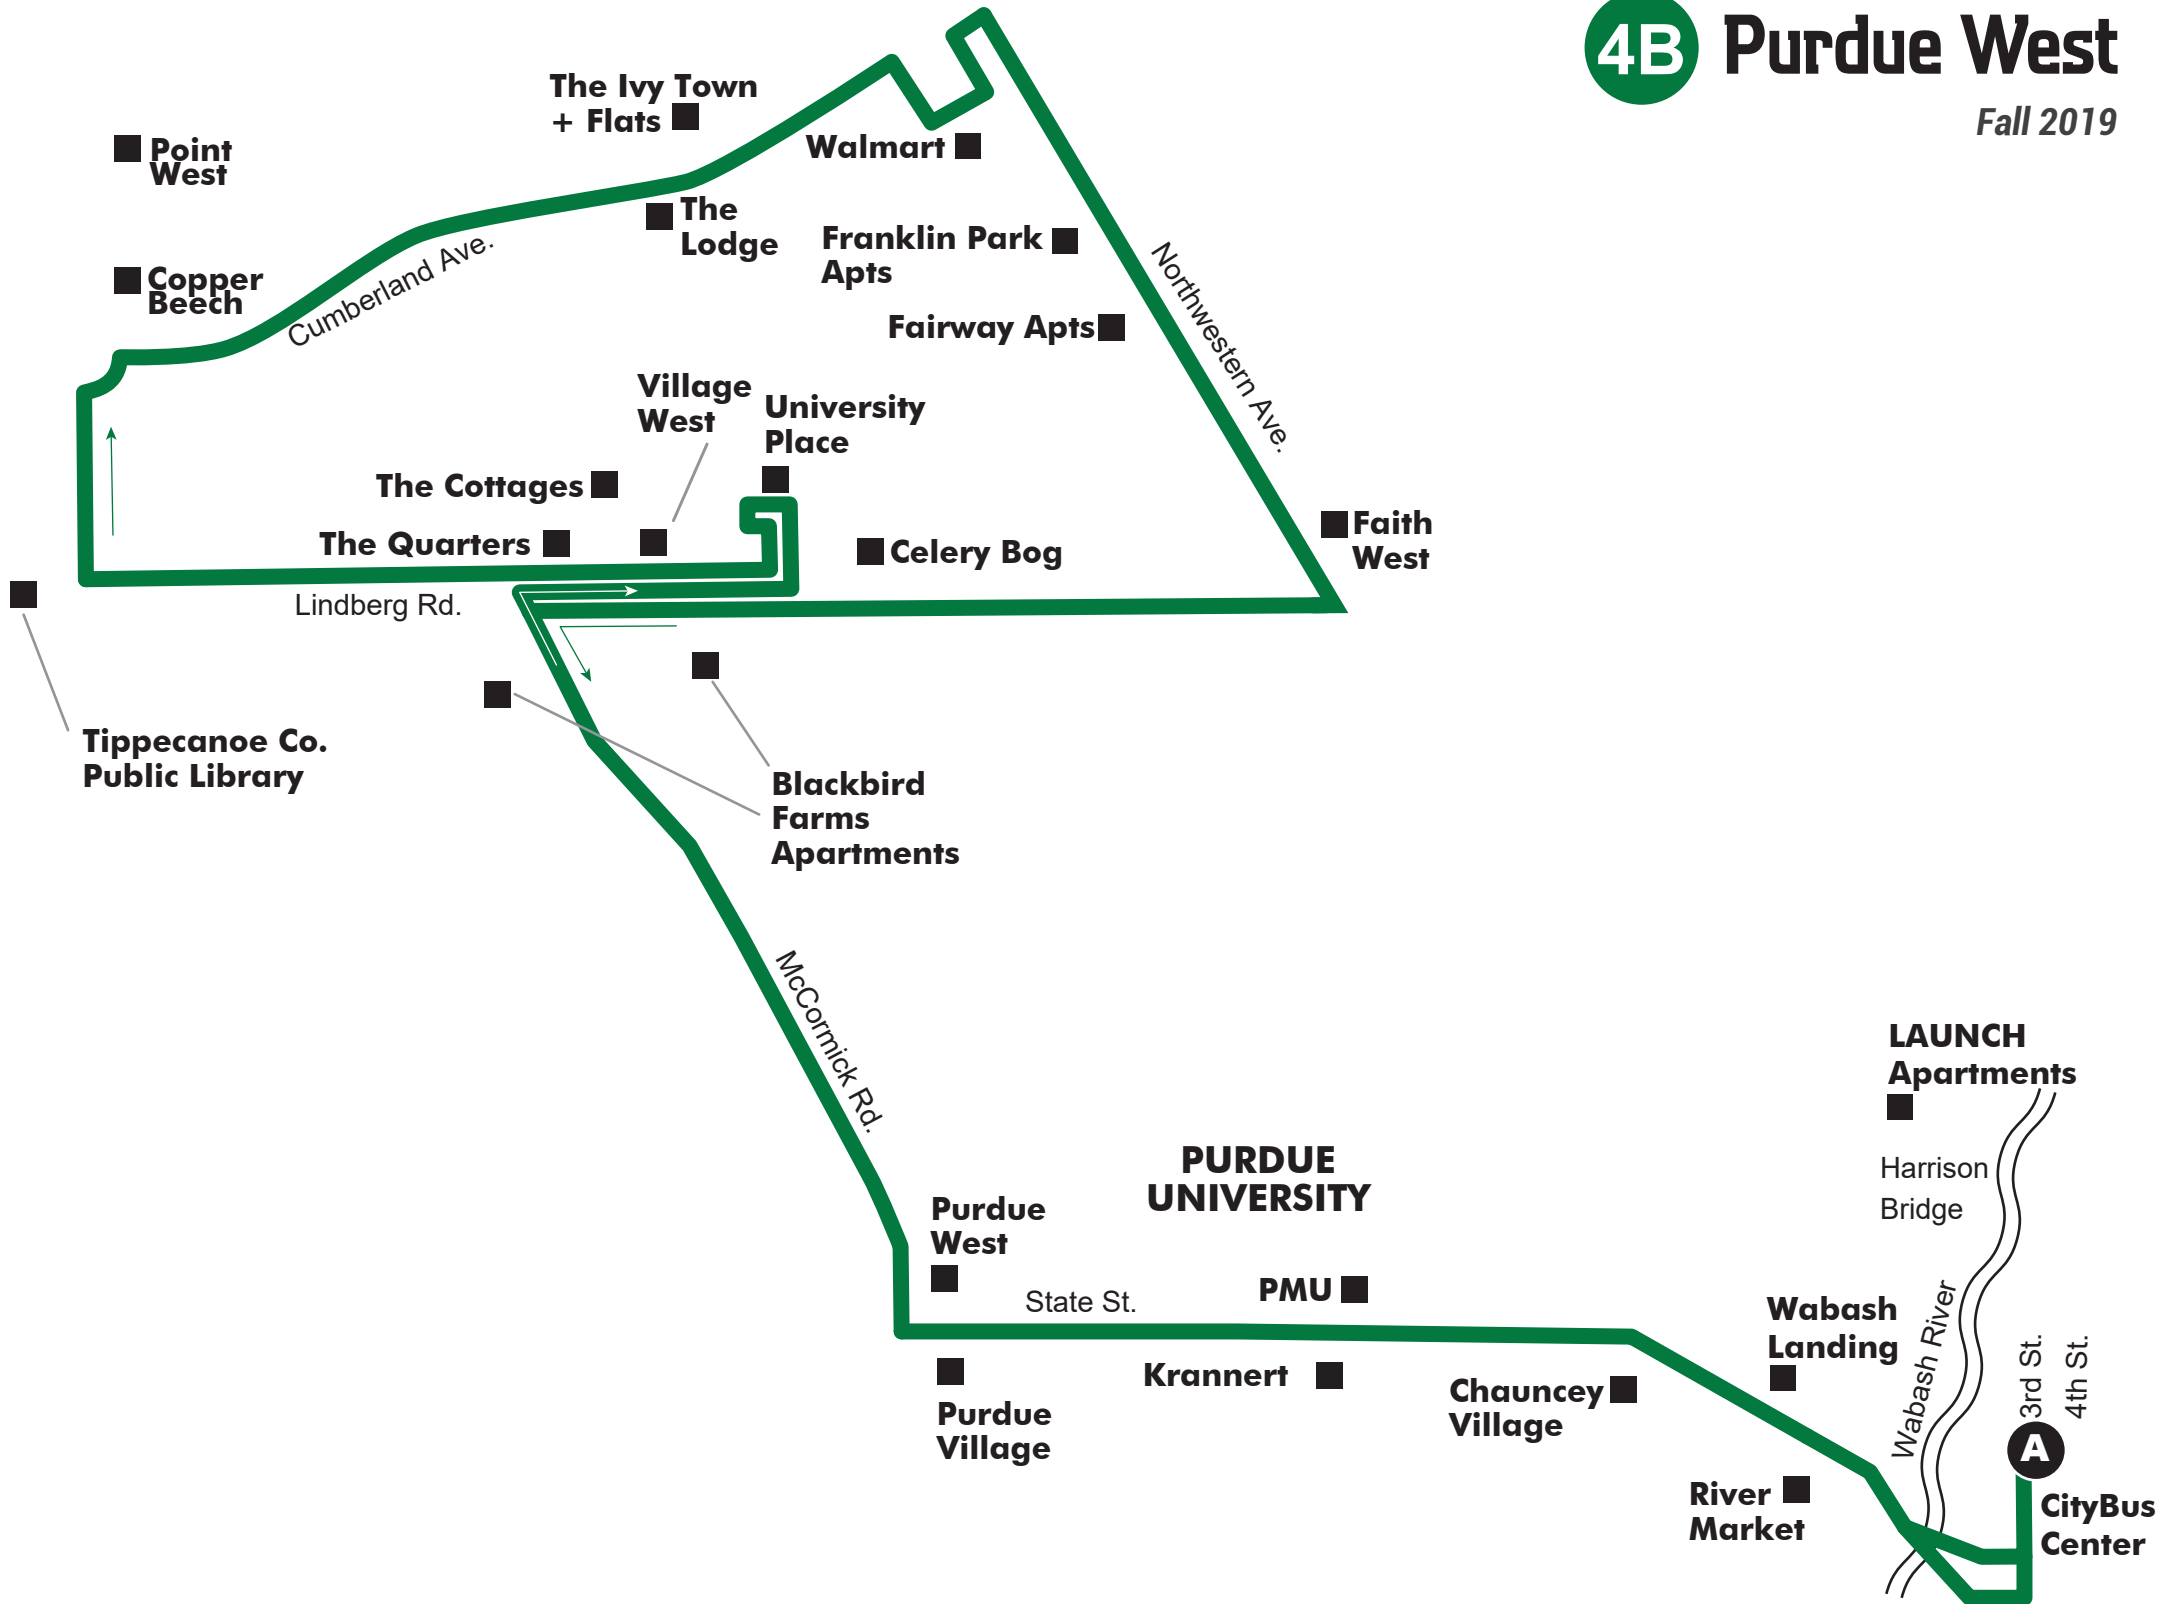 4B Purdue West
Fall 2019
The Ivy Town
+ Flats
Point
West
Walmart
The
Lodge
Franklin Park
Apts
Copper
Beech
Cumberland Ave.
Northwestern Ave.
Fairway Apts
Village
West
University
Place
The Cottages
The Quarters
Celery Bog
Faith
West
Lindberg Rd.
Tippecanoe Co.
Public Library
Blackbird
Farms
Apartments
McCormick Rd.
LAUNCH
Apartments
Harrison
Bridge
PURDUE
UNIVERSITY
Purdue
West
State St.
PMU
Wabash
Landing
Wabash River
3rd St.
4th St.
Krannert
Chauncey
Village
Purdue
Village
A
River
Market
CityBus
Center